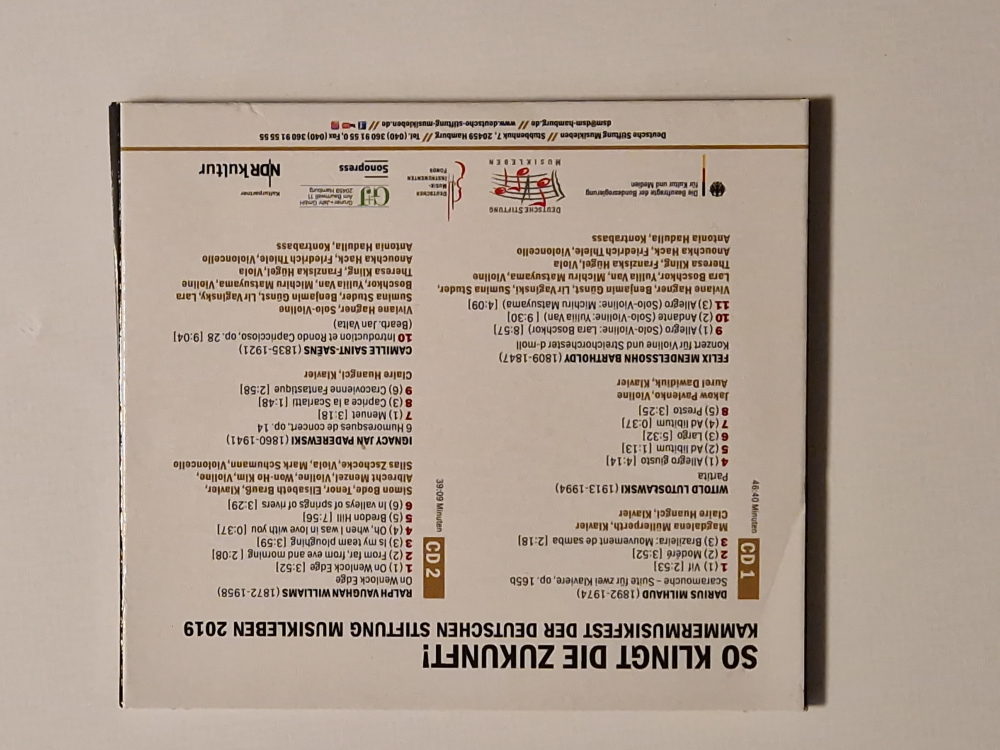 SO KLINGT DIE ZUKUNFT!
KAMMERMUSIKFEST DER DEUTSCHEN STIFTUNG MUSIKLEBEN 2019
CD 1
46:40 Minuten
DARIUS MILHAUD (1892-1974)
Scaramouche – Suite für zwei Klaviere, op. 165b
1 (1) Vif [2:53]
2 (2) Modéré [3:52]
3 (3) Brazileira: Mouvement de samba [2:18]
Magdalena Müllerperth, Klavier
Claire Huangci, Klavier
WITOLD LUTOSŁAWSKI (1913-1994)
Partita
4 (1) Allegro giusto [4:14]
5 (2) Ad libitum [1:13]
6 (3) Largo [5:32]
7 (4) Ad libitum [0:37]
8 (5) Presto [3:25]
Jakow Pavlenko, Violine
Aurel Dawidiuk, Klavier
FELIX MENDELSSOHN BARTHOLDY (1809-1847)
Konzert für Violine und Streichorchester d-moll
9 (1) Allegro (Solo-Violine: Lara Boschkor) [8:57]
10 (2) Andante (Solo-Violine: Yuliia Van) [9:30]
11 (3) Allegro (Solo-Violine: Michiru Matsuyama) [4:09]
Viviane Hagner, Benjamin Günst, Lir Vaginsky, Sumina Studer,
Lara Boschkor, Yuliia Van, Michiru Matsuyama, Violine
Theresa Kling, Franziska Hügel, Viola
Anouchka Hack, Friedrich Thiele, Violoncello
Antonia Hadulla, Kontrabass
CD 2
39:09 Minuten
RALPH VAUGHAN WILLIAMS (1872-1958)
On Wenlock Edge
1 (1) On Wenlock Edge [3:52]
2 (2) From far, from eve and morning [2:08]
3 (3) Is my team ploughing [3:59]
4 (4) Oh, when I was in love with you [0:37]
5 (5) Bredon Hill [7:56]
6 (6) In valleys of springs of rivers [3:29]
Simon Bode, Tenor, Elisabeth Brauß, Klavier,
Albrecht Menzel, Violine, Won-Ho Kim, Violine,
Silas Zschocke, Viola, Mark Schumann, Violoncello
IGNACY JAN PADEREWSKI (1860-1941)
6 Humoresques de concert, op. 14
7 (1) Menuet [3:18]
8 (3) Caprice a la Scarlatti [1:48]
9 (6) Cracovienne Fantastique [2:58]
Claire Huangci, Klavier
CAMILLE SAINT-SAËNS (1835-1921)
10 Introduction et Rondo Capriccioso, op. 28 [9:04]
(Bearb. Jan Valta)
Viviane Hagner, Solo-Violine
Sumina Studer, Benjamin Günst, Lir Vaginsky, Lara
Boschkor, Yuliia Van, Michiru Matsuyama, Violine
Theresa Kling, Franziska Hügel, Viola
Anouchka Hack, Friedrich Thiele, Violoncello
Antonia Hadulla, Kontrabass
Die Beauftragte der Bundesregierung
für Kultur und Medien
DEUTSCHE STIFTUNG
MUSIKLEBEN
DEUTSCHER
MUSIK-
INSTRUMENTEN
FONDS
G+J
Gruner+Jahr GmbH
Am Baumwall 11
20459 Hamburg
Sonopress
Kulturpartner
NDR kultur
Deutsche Stiftung Musikleben // Stubbenhuk 7, 20459 Hamburg // Tel. (040) 360 91 55 0, Fax (040) 360 91 55 55
dsm@dsm-hamburg.de // www.deutsche-stiftung-musikleben.de //